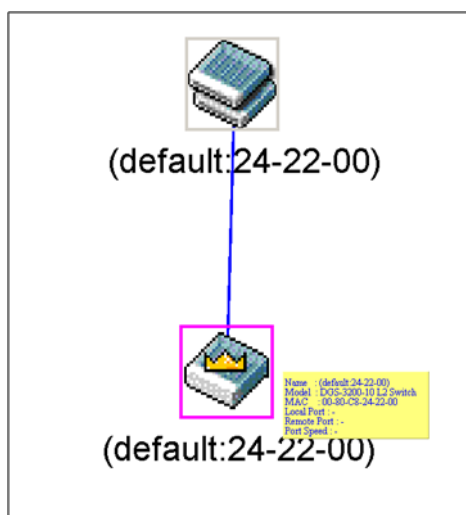 (default:24-22-00)
Name : (default:24-22-00)
Model : DGS-3200-10 L2 Switch
MAC : 00-80-C8-24-22-00
Local Port : -
Remote Port : -
Port Speed : -
(default:24-22-00)